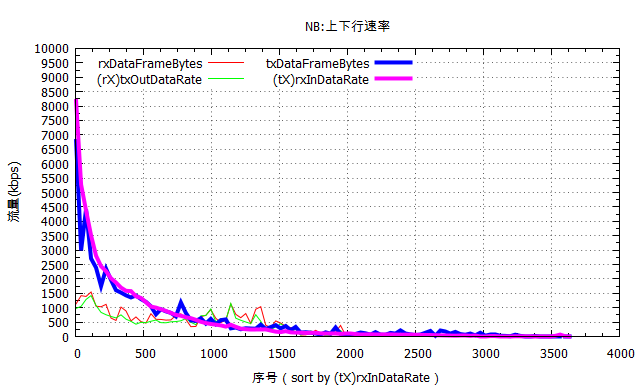 NB:上下行速率
rxDataFrameBytes
txDataFrameBytes
(rX)txOutDataRate
(tX)rxInDataRate
10000
9500
9000
8500
8000
7500
7000
6500
6000
5500
5000
4500
4000
3500
3000
2500
2000
1500
1000
500
0
流量(kbps)
0 500 1000 1500 2000 2500 3000 3500 4000
序号 ( sort by (tX)rxInDataRate )